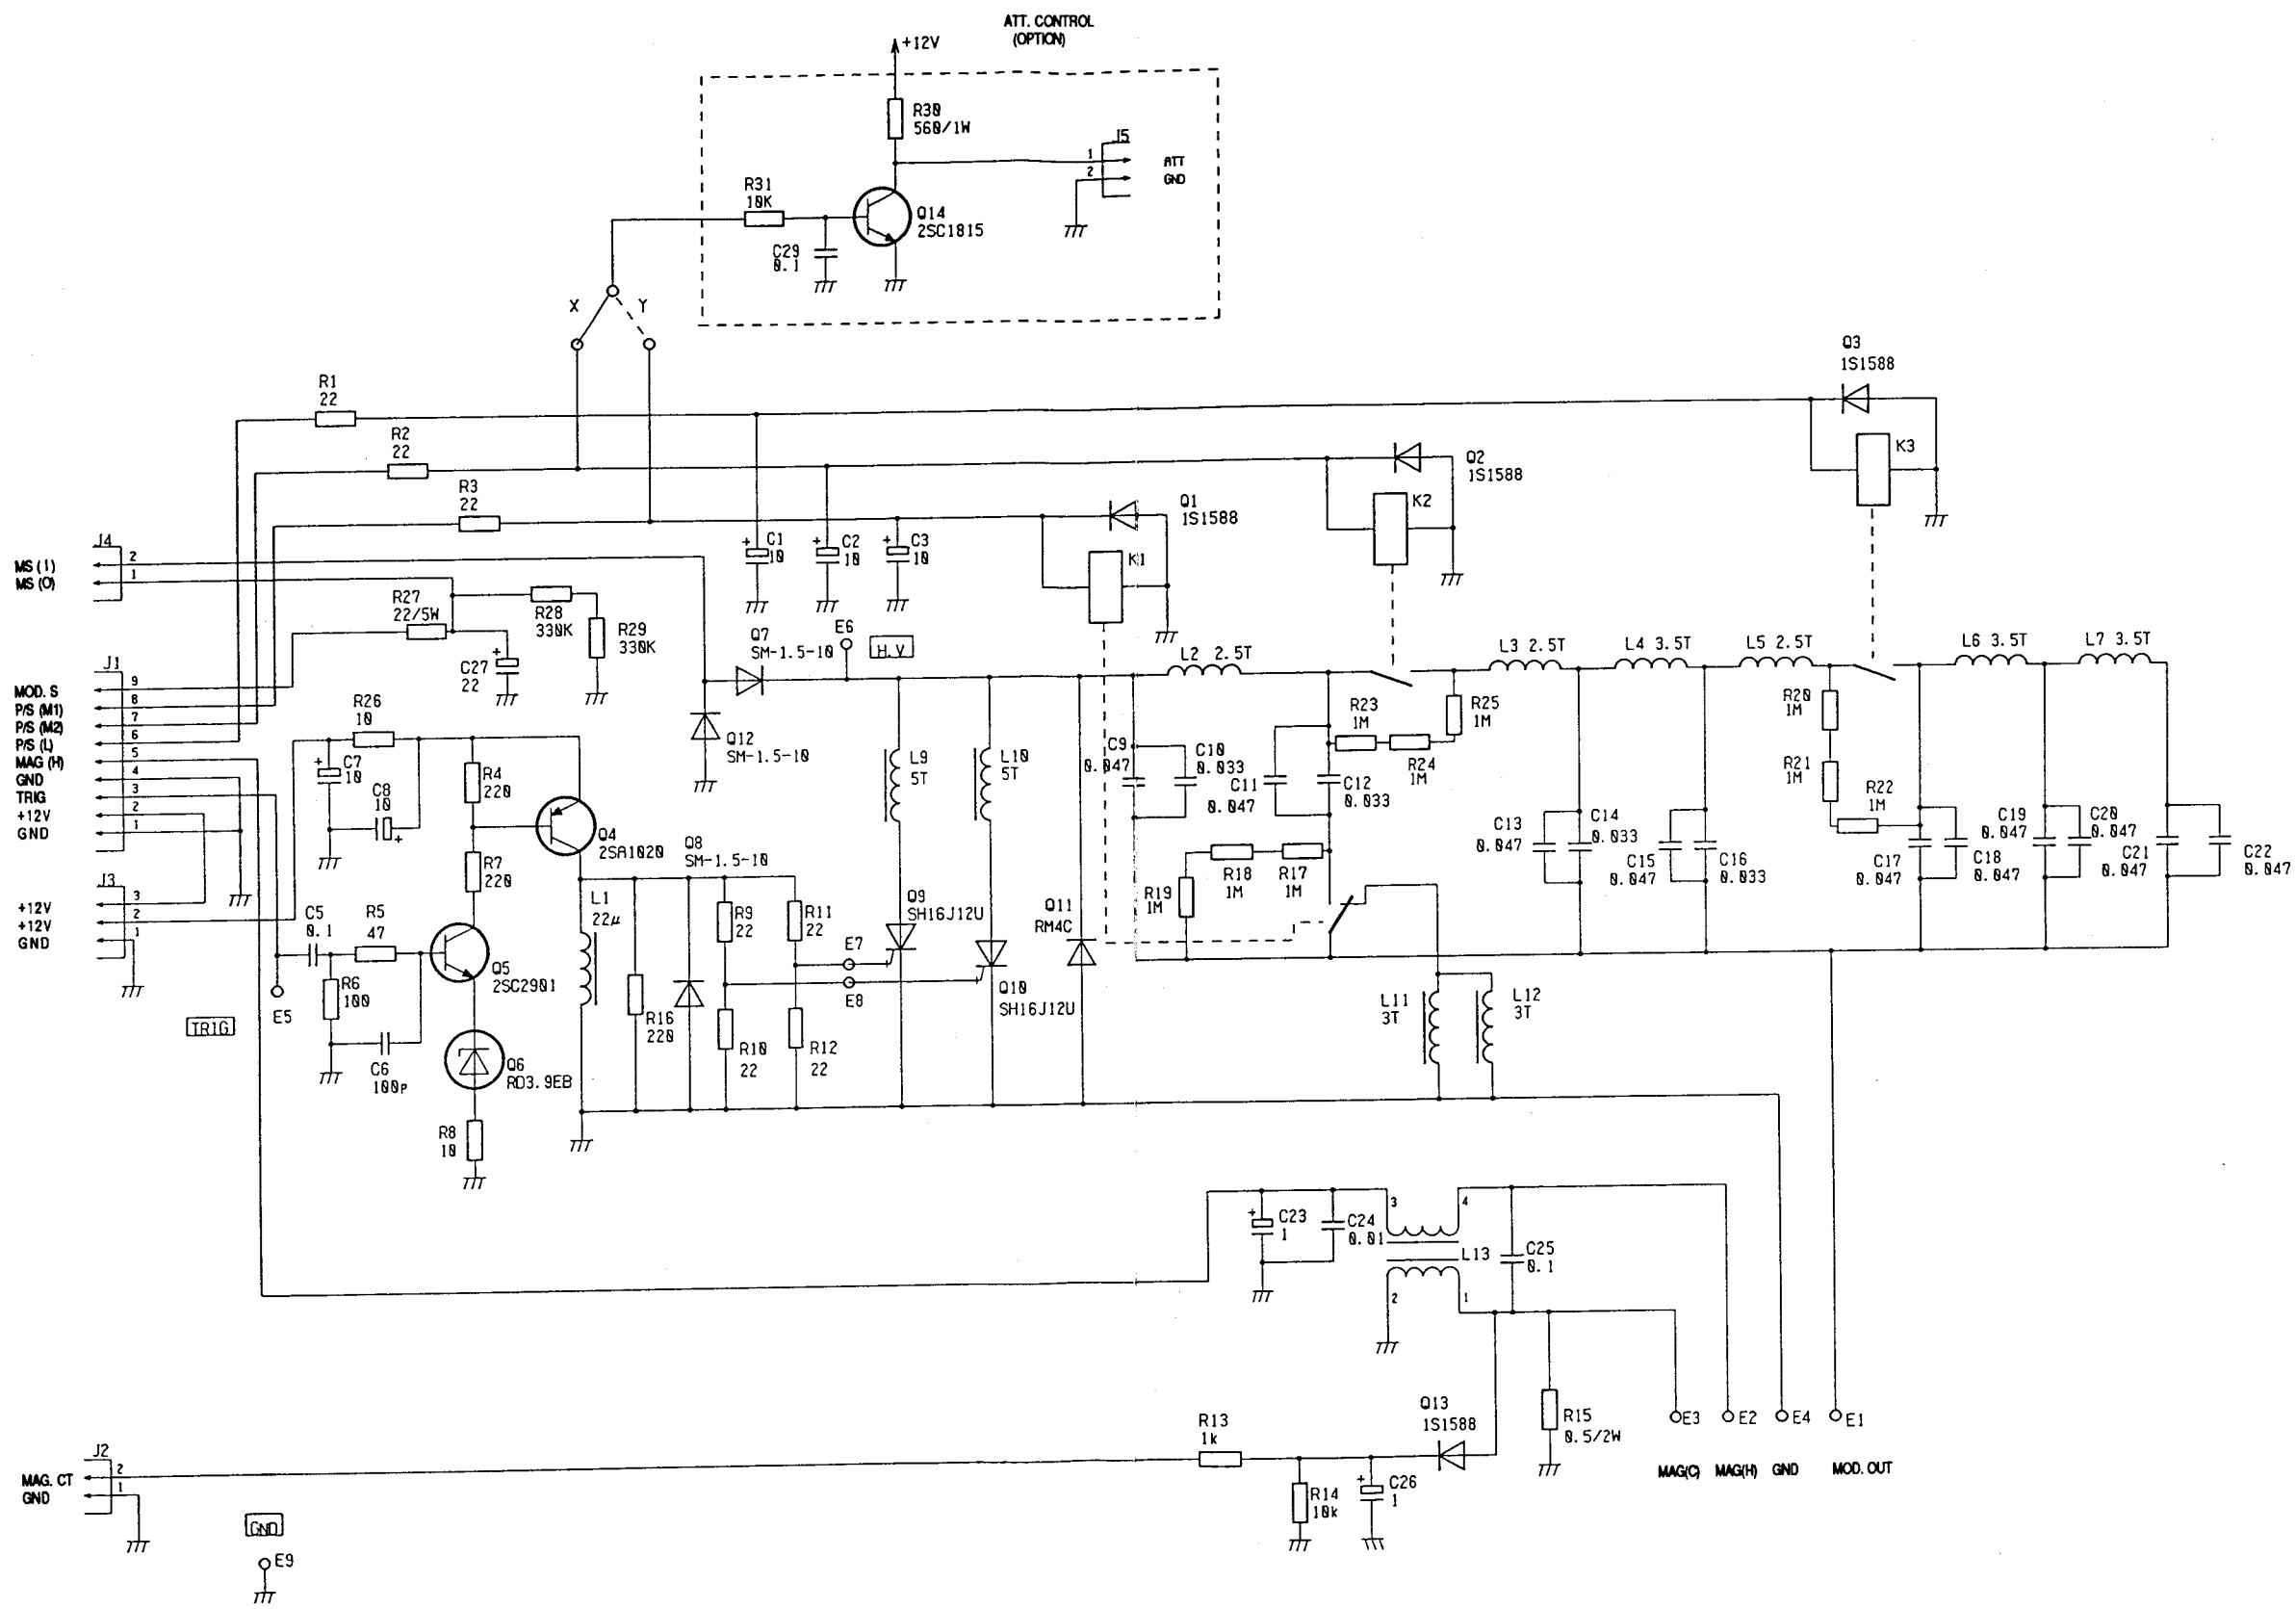 ATT. CONTROL
(OPTION)
+12V
R30
560/1W
J5
1
ATT
2
GND
R31
10K
Q14
2SC1815
C29
0.1
X
Y
Q3
1S1588
K3
R1
22
R2
22
Q2
1S1588
K2
R3
22
Q1
1S1588
K1
+ C1
10
+ C2
10
+ C3
10
J4
MS (I)
2
MS (O)
1
R27
22/5W
R28
330K
R29
330K
+
C27
22
Q7
SM-1.5-10
E6
H.V
Q12
SM-1.5-10
J1
MOD. S
9
P/S (M1)
8
P/S (M2)
7
P/S (L)
6
MAG (H)
5
GND
4
TRIG
3
+12V
2
GND
1
R26
10
+
C7
10
C8
10
+
R4
220
Q4
2SA1020
R7
220
J3
+12V
3
+12V
2
GND
1
C5
0.1
R5
47
R6
100
Q5
2SC2901
TRIG
E5
C6
100p
Q6
RD3.9EB
R8
10
L1
22μ
R16
220
Q8
SM-1.5-10
R9
22
R11
22
R10
22
R12
22
E7
E8
Q9
SH16J12U
Q10
SH16J12U
L9
5T
L10
5T
Q11
RM4C
L2 2.5T
L3 2.5T
L4 3.5T
L5 2.5T
L6 3.5T
L7 3.5T
C9
0.047
C10
0.033
C11
0.047
C12
0.033
R23
1M
R24
1M
R25
1M
R19
1M
R18
1M
R17
1M
C13
0.047
C14
0.033
C15
0.047
C16
0.033
R20
1M
R21
1M
R22
1M
C17
0.047
C18
0.047
C19
0.047
C20
0.047
C21
0.047
C22
0.047
L11
3T
L12
3T
+ C23
1
C24
0.01
3
4
L13
2
1
C25
0.1
R15
0.5/2W
Q13
1S1588
R13
1k
R14
10k
+ C26
1
E3
E2
E4
E1
MAG(C)
MAG(H)
GND
MOD. OUT
J2
MAG. CT
2
GND
1
GND
E9